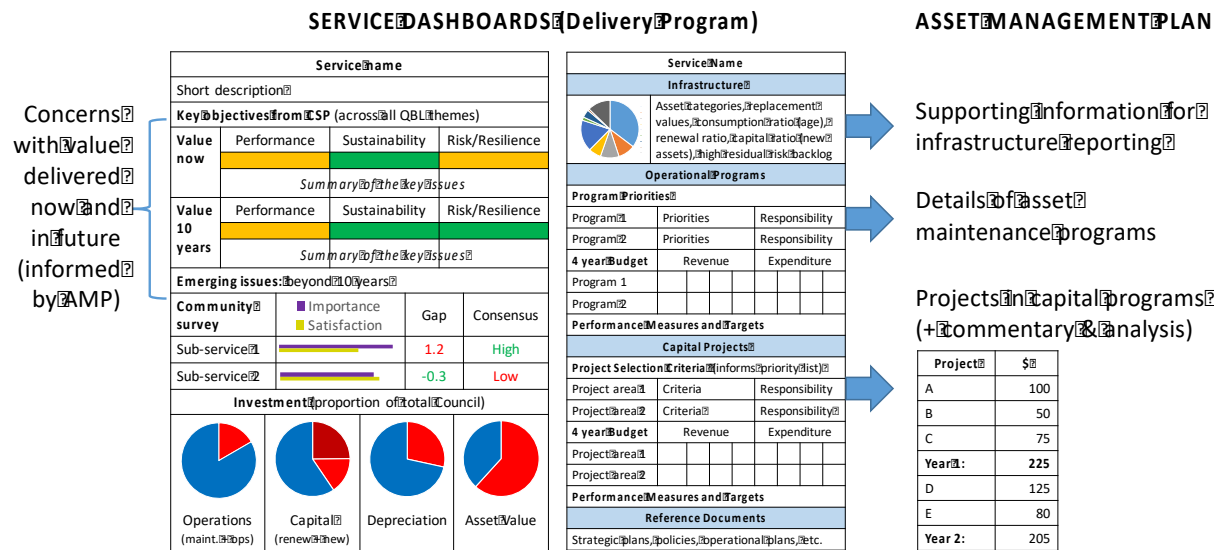 SERVICE DASHBOARDS (Delivery Program)
ASSET MANAGEMENT PLAN
Concerns
with value
delivered
now and
in future
(informed
by AMP)
Service name
Short description
Key objectives from CSP (across all QBL themes)
Value
now
Performance
Sustainability
Risk/Resilience
Summary of the key issues
Value
10
years
Performance
Sustainability
Risk/Resilience
Summary of the key issues
Emerging issues: beyond 10 years
Community
survey
Importance
Satisfaction
Gap
Consensus
Sub-service 1
1.2
High
Sub-service 2
-0.3
Low
Investment (proportion of total Council)
Operations
(maint. + ops)
Capital
(renew + new)
Depreciation
Asset Value
Service Name
Infrastructure
Asset categories, replacement
values, consumption ratio (age),
renewal ratio, capital ratio (new
assets), high residual risk backlog
Operational Programs
Program Priorities
Program 1
Priorities
Responsibility
Program 2
Priorities
Responsibility
4 year Budget
Revenue
Expenditure
Program 1
Program 2
Performance Measures and Targets
Capital Projects
Project Selection Criteria (informs priority list)
Project area 1
Criteria
Responsibility
Project area 2
Criteria
Responsibility
4 year Budget
Revenue
Expenditure
Project area 1
Project area 2
Performance Measures and Targets
Reference Documents
Strategic plans, policies, operational plans, etc.
Supporting information for
infrastructure reporting
Details of asset
maintenance programs
Projects in capital programs
(+ commentary & analysis)
Project
$
A
100
B
50
C
75
Year 1:
225
D
125
E
80
Year 2:
205